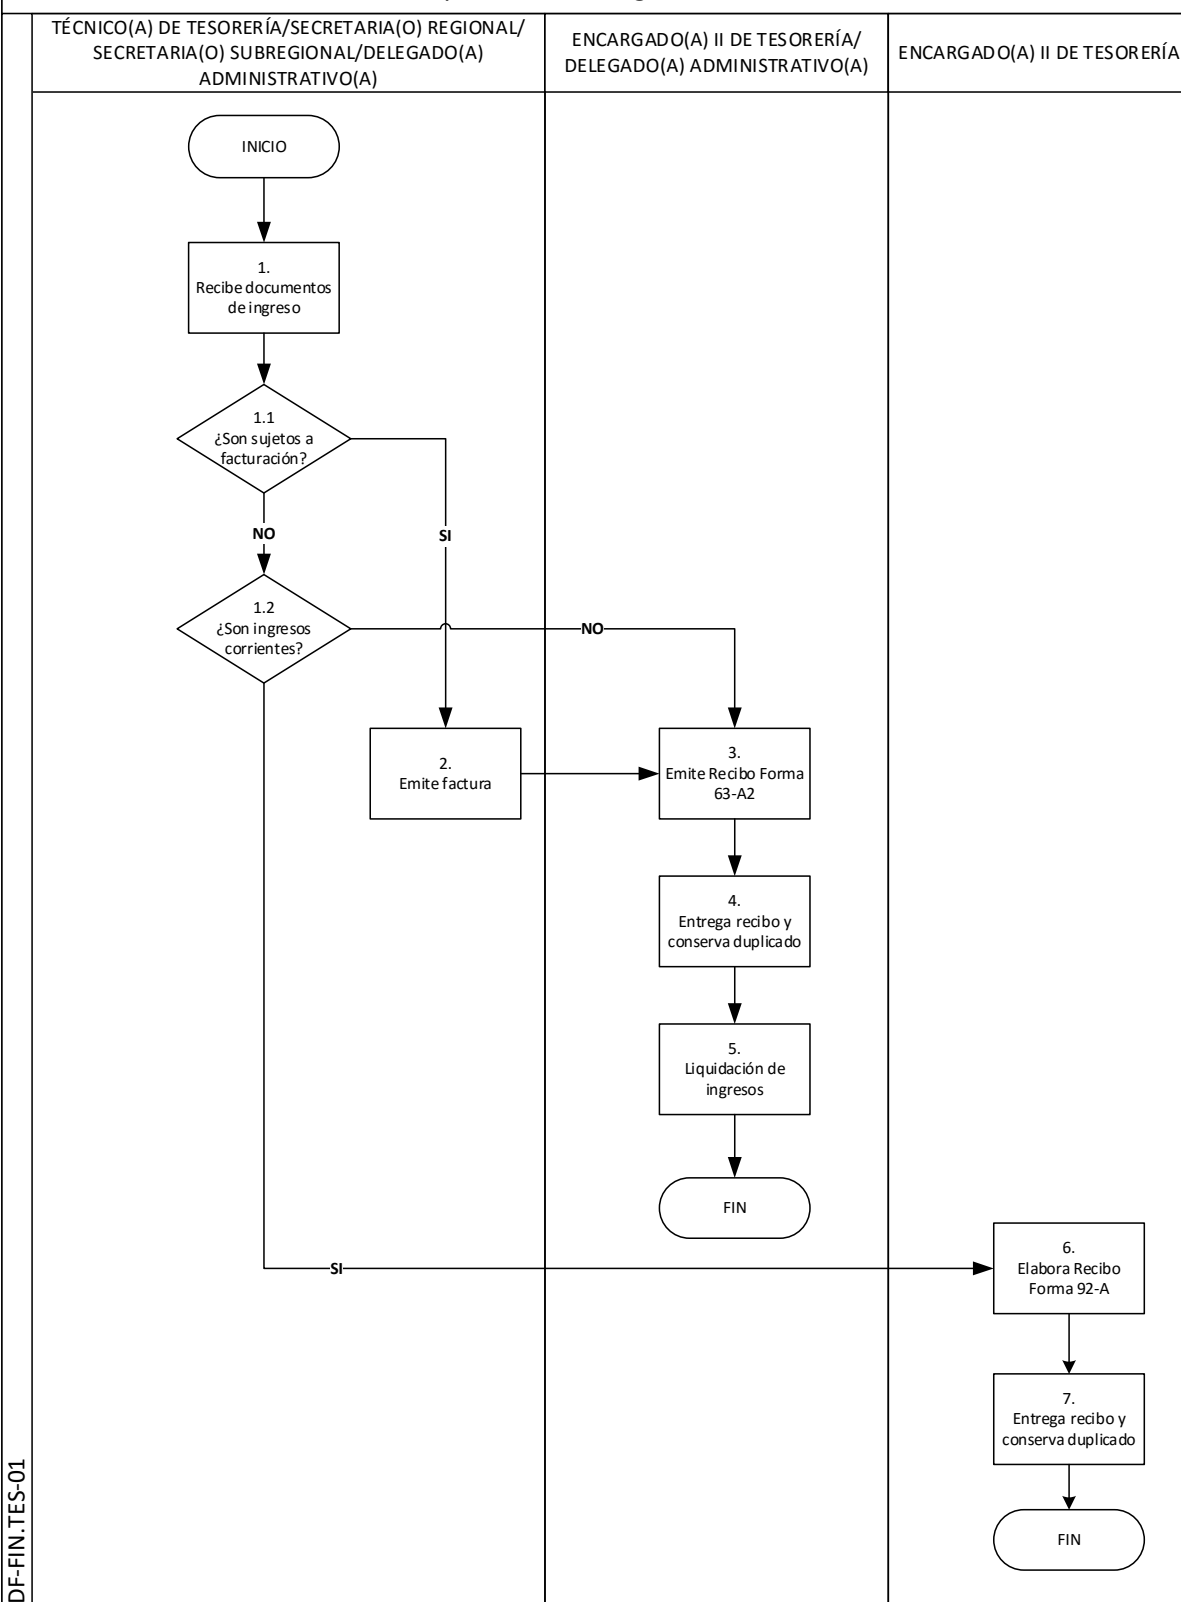 TÉCNICO(A) DE TESORERÍA/SECRETARIA(O) REGIONAL/
SECRETARIA(O) SUBREGIONAL/DELEGADO(A)
ADMINISTRATIVO(A)
ENCARGADO(A) II DE TESORERÍA/
DELEGADO(A) ADMINISTRATIVO(A)
ENCARGADO(A) II DE TESORERÍA
INICIO
1.
Recibe documentos
de ingreso
1.1
¿Son sujetos a
facturación?
NO
SI
1.2
¿Son ingresos
corrientes?
NO
2.
Emite factura
3.
Emite Recibo Forma
63-A2
4.
Entrega recibo y
conserva duplicado
5.
Liquidación de
ingresos
FIN
SI
6.
Elabora Recibo
Forma 92-A
7.
Entrega recibo y
conserva duplicado
FIN
DF-FIN.TES-01